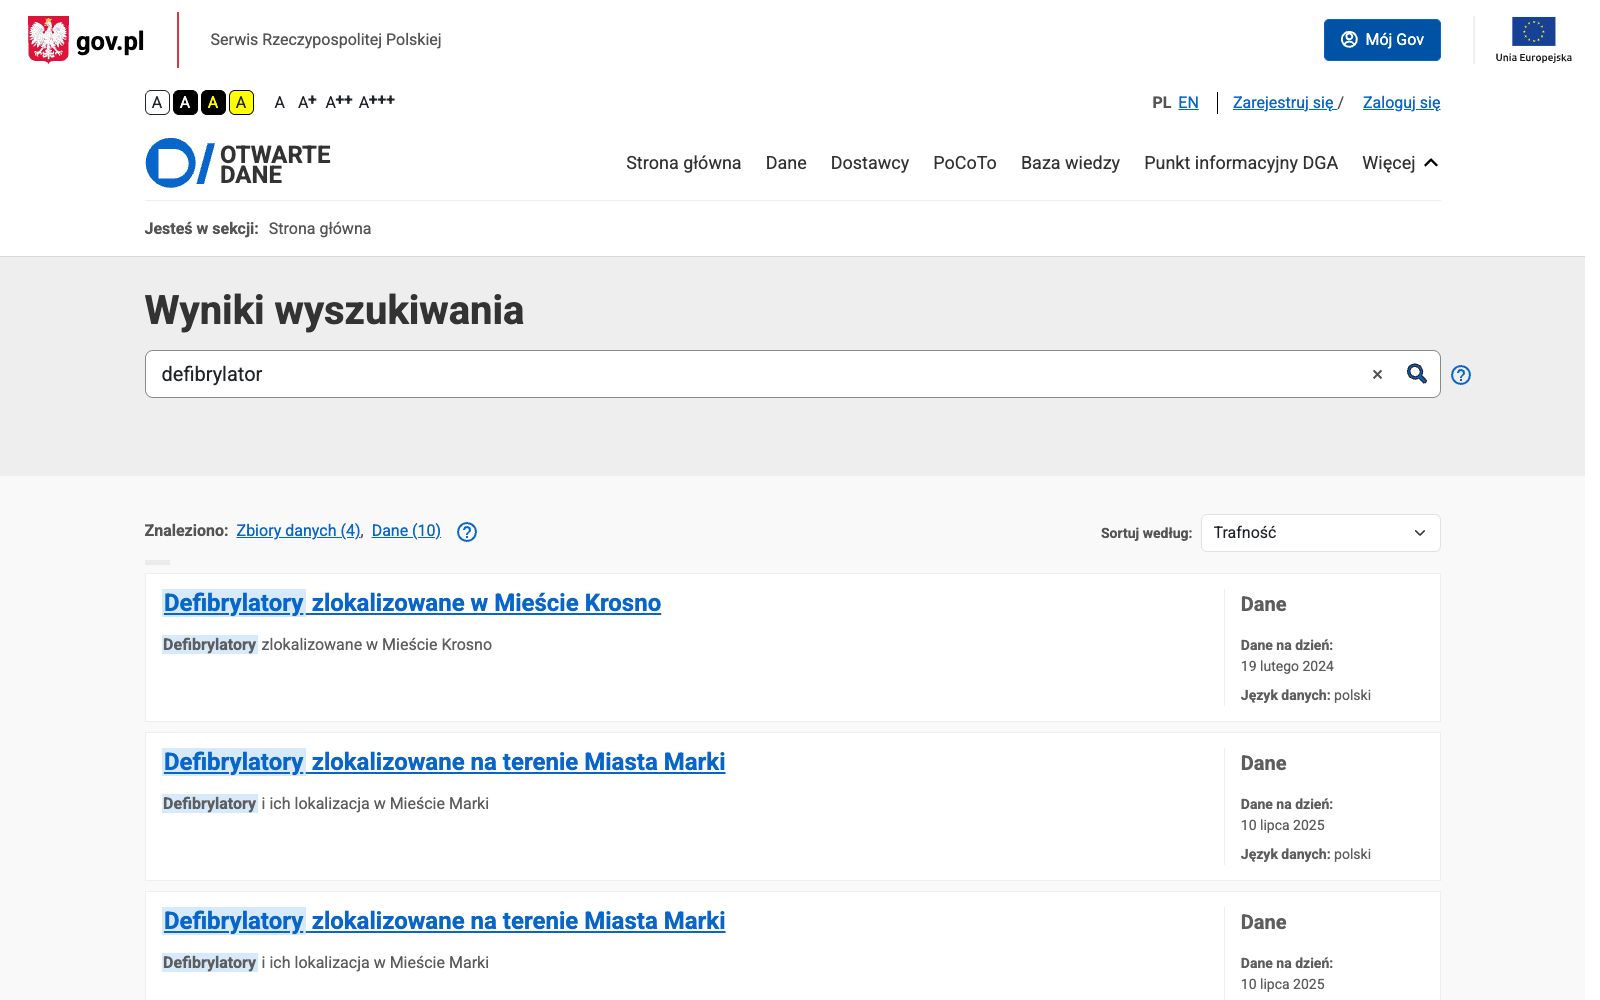 gov.pl
Serwis Rzeczypospolitej Polskiej
Mój Gov
Unia Europejska
A A A A A A+ A++ A+++
PL EN Zarejestruj się / Zaloguj się
OTWARTE
DANE
Strona główna Dane Dostawcy PoCoTo Baza wiedzy Punkt informacyjny DGA Więcej
Jesteś w sekcji: Strona główna
Wyniki wyszukiwania
defibrylator
Znaleziono: Zbiory danych (4), Dane (10)
Sortuj według: Trafność
Defibrylatory zlokalizowane w Mieście Krosno
Defibrylatory zlokalizowane w Mieście Krosno
Dane
Dane na dzień:
19 lutego 2024
Język danych: polski
Defibrylatory zlokalizowane na terenie Miasta Marki
Defibrylatory i ich lokalizacja w Mieście Marki
Dane
Dane na dzień:
10 lipca 2025
Język danych: polski
Defibrylatory zlokalizowane na terenie Miasta Marki
Defibrylatory i ich lokalizacja w Mieście Marki
Dane
Dane na dzień:
10 lipca 2025